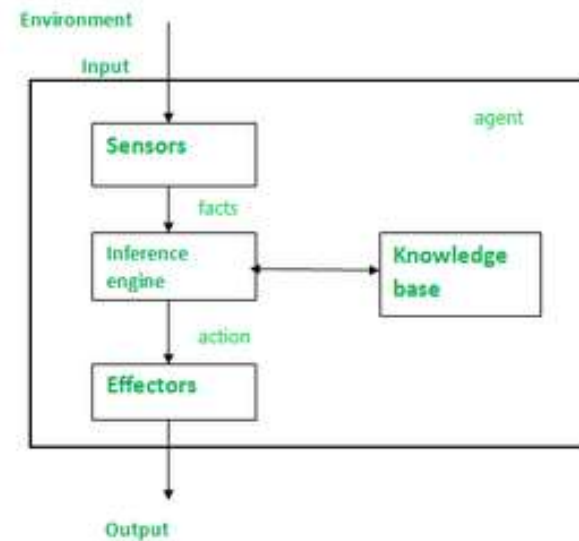 Environment
Input
agent
Sensors
facts
Inference
engine
Knowledge
base
action
Effectors
Output